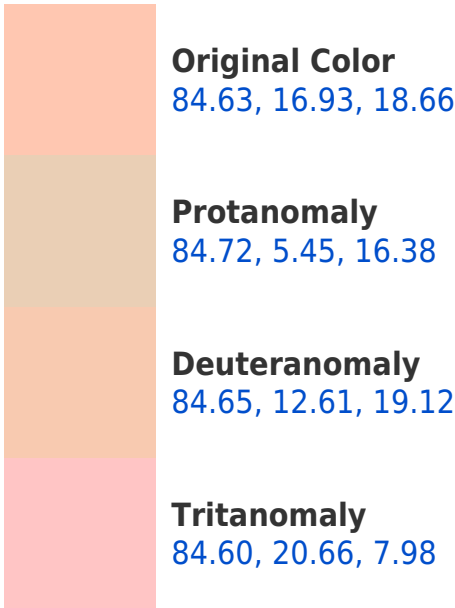 Original Color
84.63, 16.93, 18.66
Protanomaly
84.72, 5.45, 16.38
Deuteranomaly
84.65, 12.61, 19.12
Tritanomaly
84.60, 20.66, 7.98